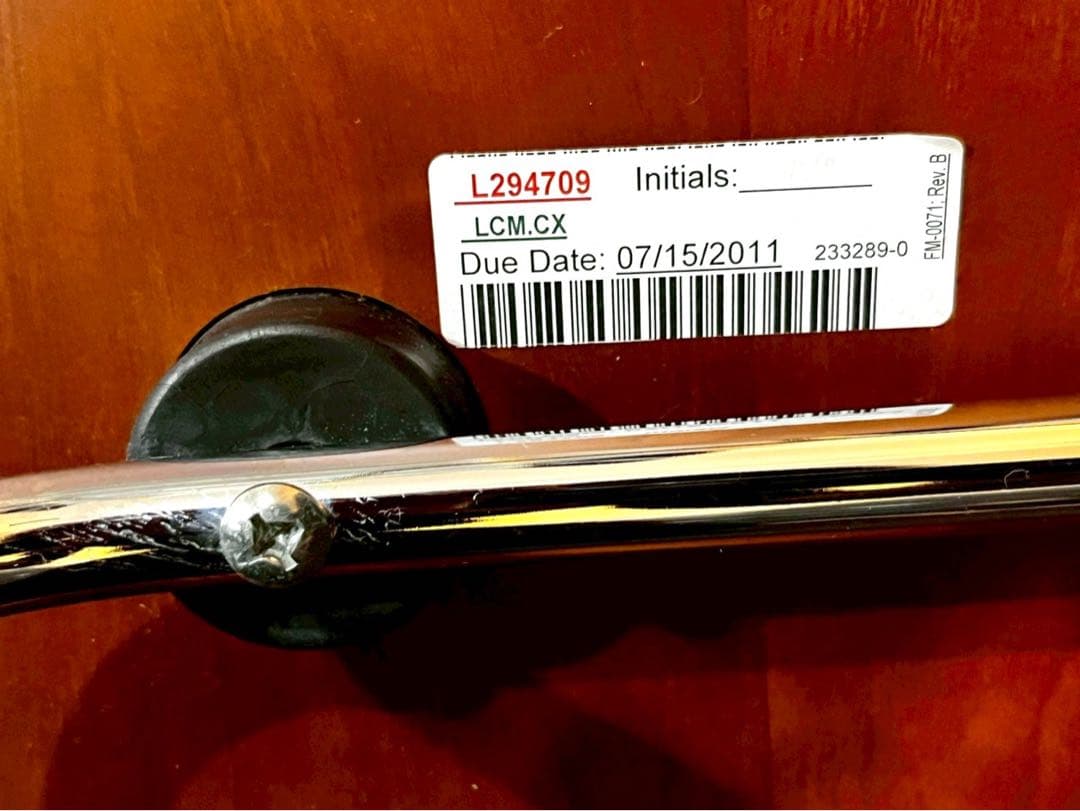 L294709 Initials:
LCM.CX
Due Date: 07/15/2011 233289-0
FM-0071; Rev. B